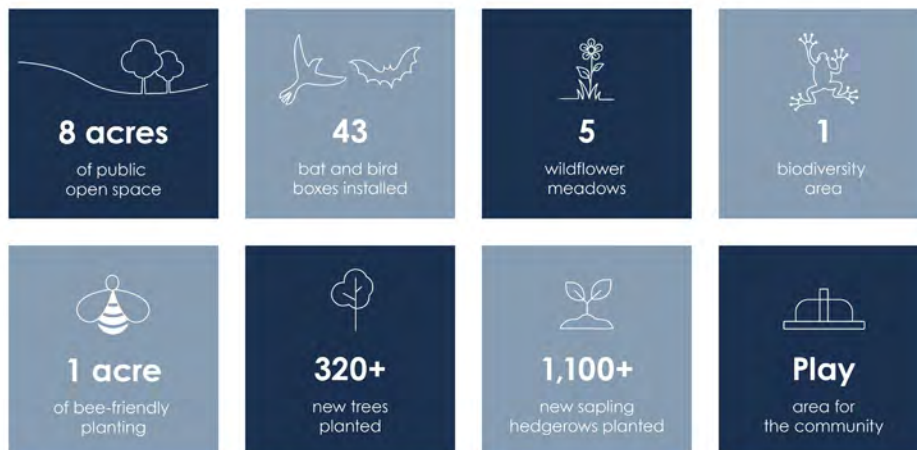 8 acres
of public
open space
43
bat and bird
boxes installed
5
wildflower
meadows
1
biodiversity
area
1 acre
of bee-friendly
planting
320+
new trees
planted
1,100+
new sapling
hedgerows planted
Play
area for
the community